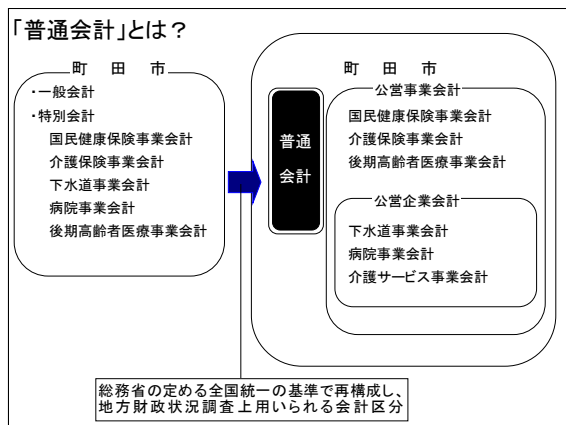 「普通会計」とは？
町　田　市
・一般会計
・特別会計
国民健康保険事業会計
介護保険事業会計
下水道事業会計
病院事業会計
後期高齢者医療事業会計
町　田　市
普通
会計
公営事業会計
国民健康保険事業会計
介護保険事業会計
後期高齢者医療事業会計
公営企業会計
下水道事業会計
病院事業会計
介護サービス事業会計
総務省の定める全国統一の基準で再構成し、
地方財政状況調査上用いられる会計区分